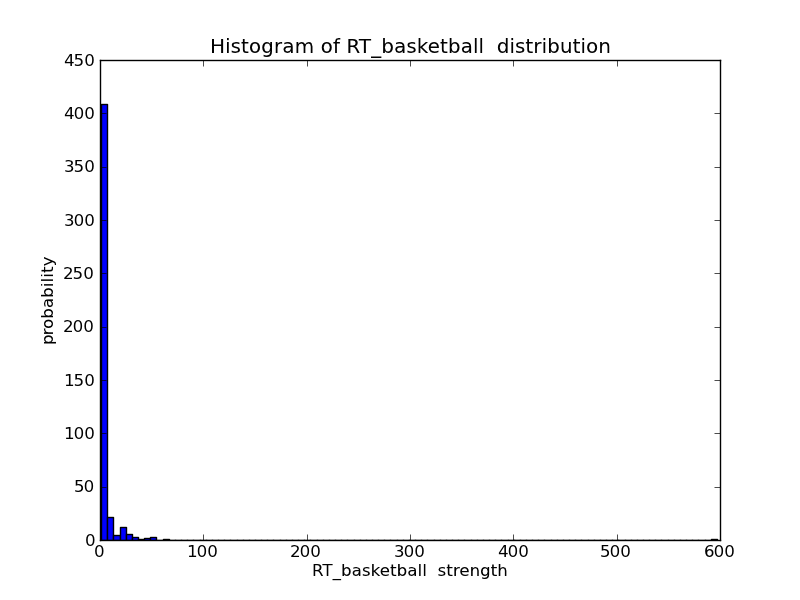 Histogram of RT_basketball  distribution
450
400
350
300
250
200
150
100
50
0
probability
0 100 200 300 400 500 600
RT_basketball  strength